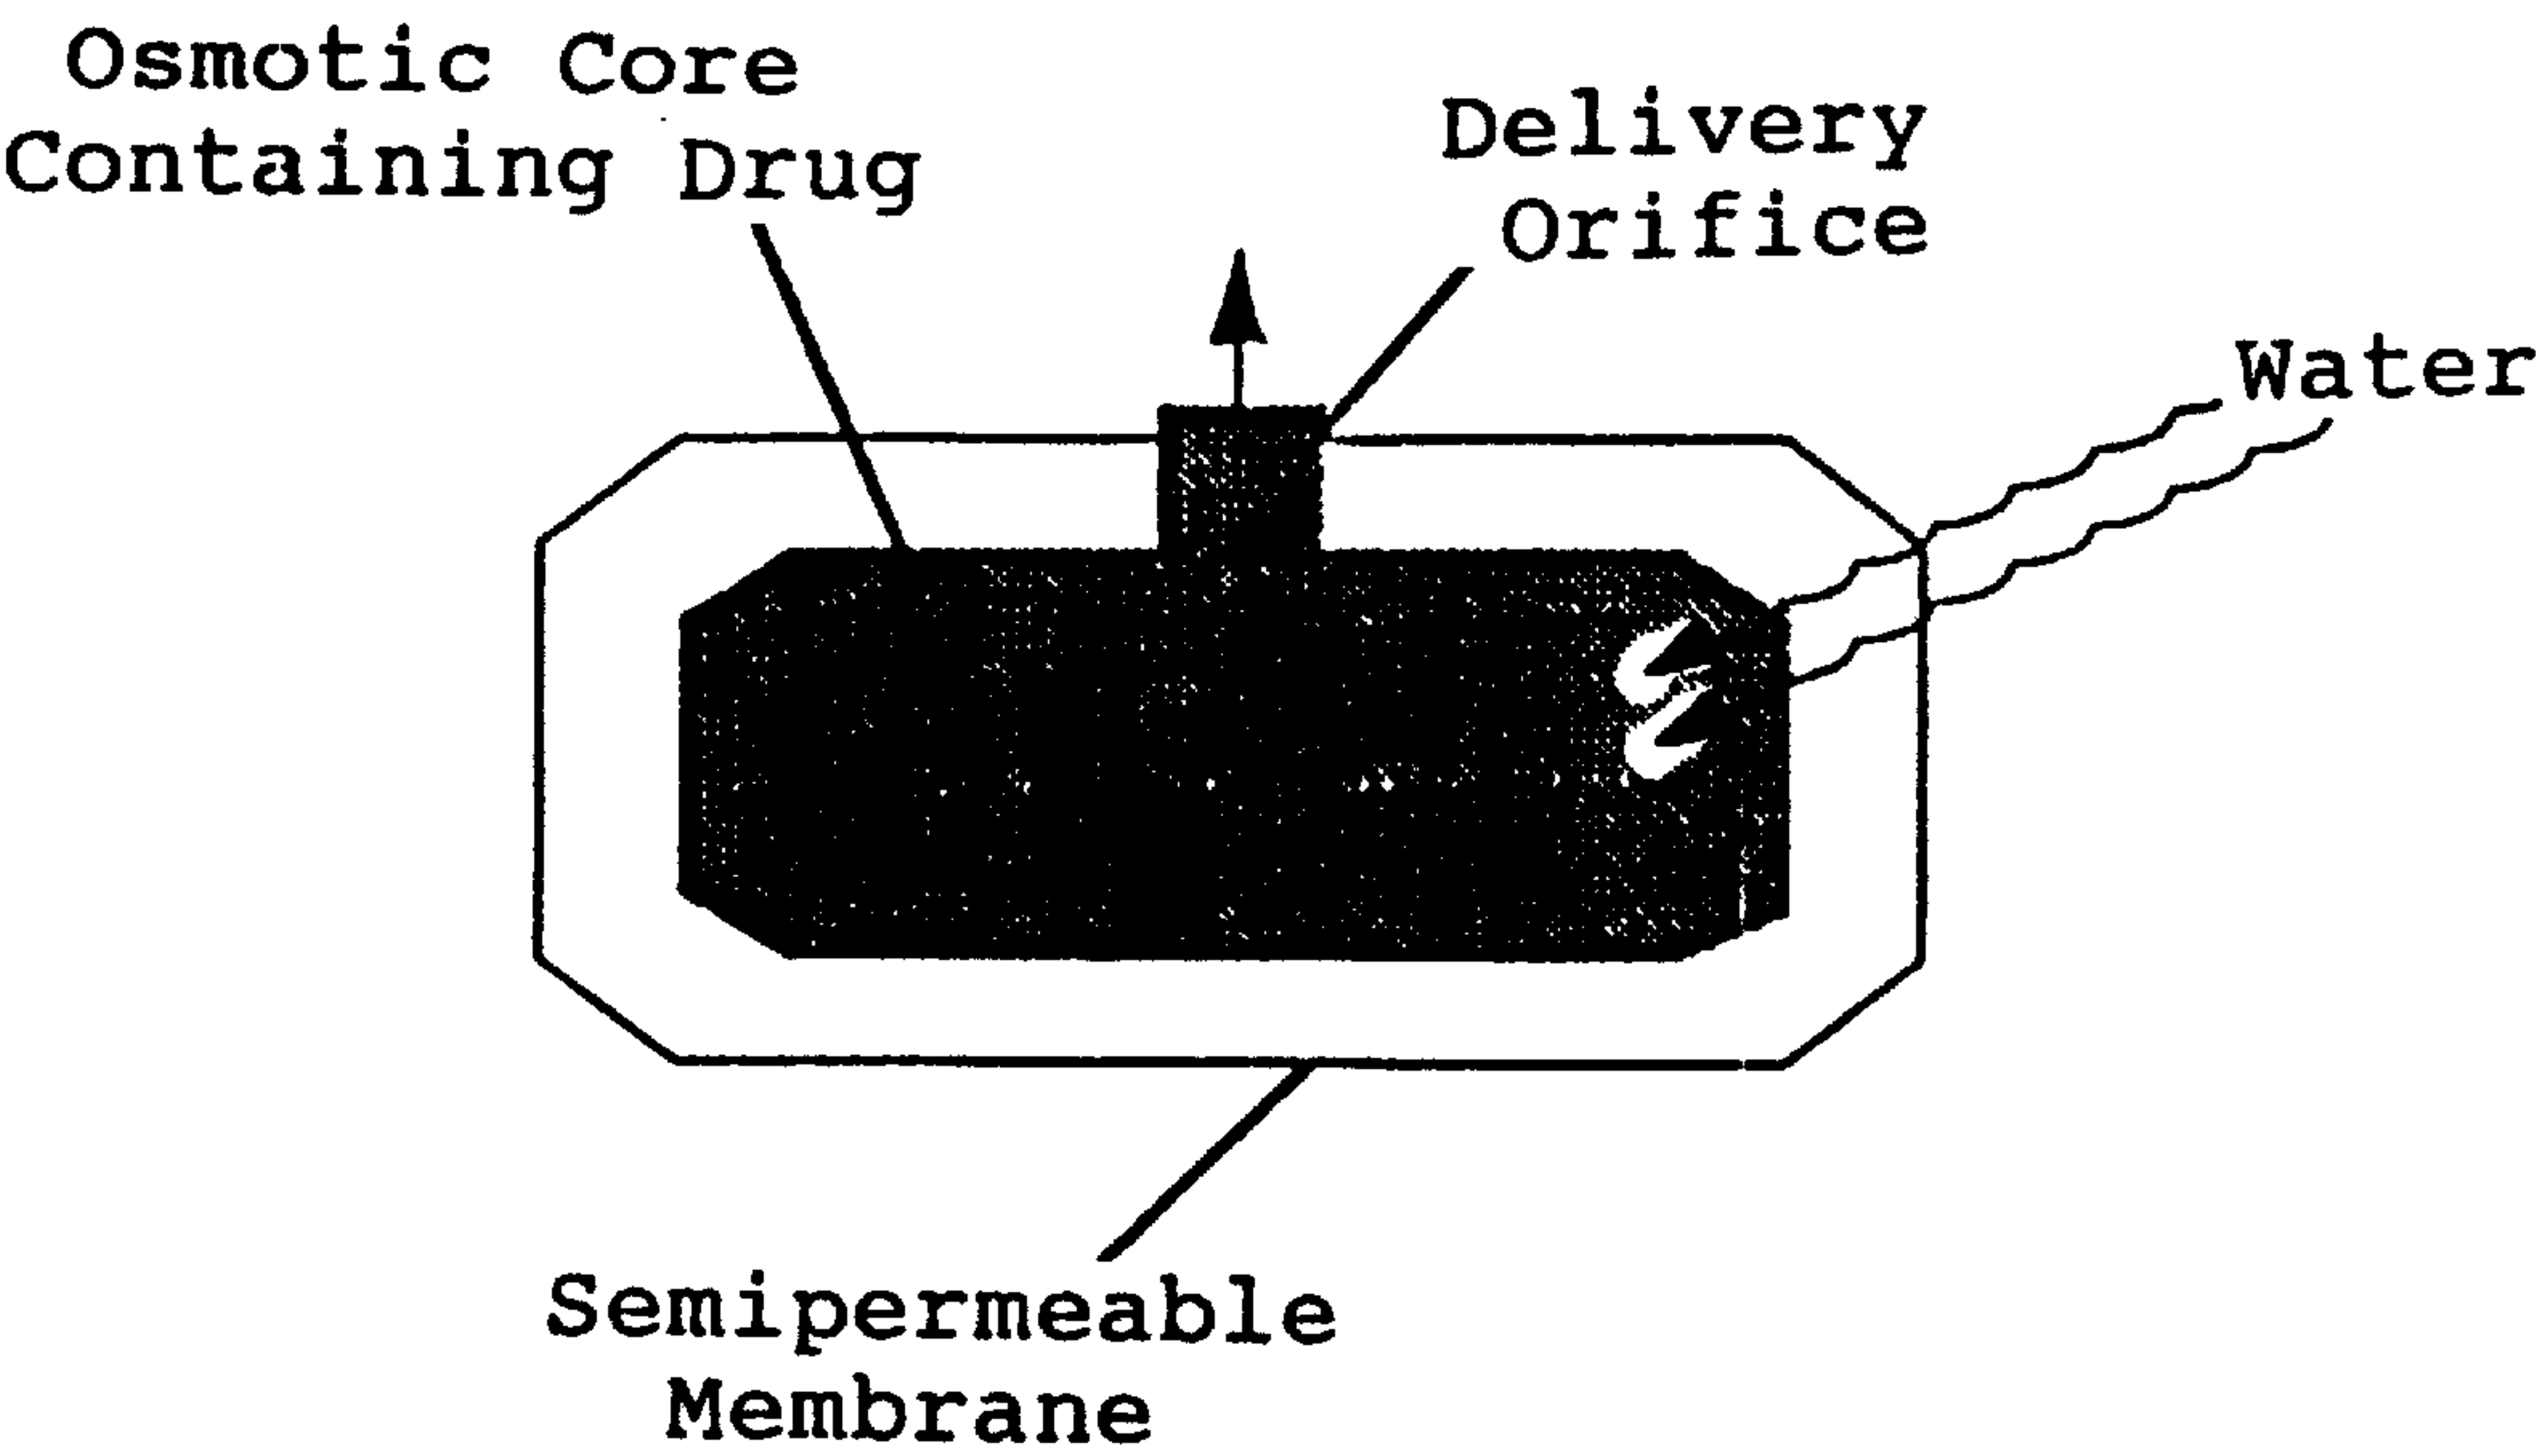 Osmotic Core
Containing Drug
Delivery
Orifice
Water
Semipermeable
Membrane